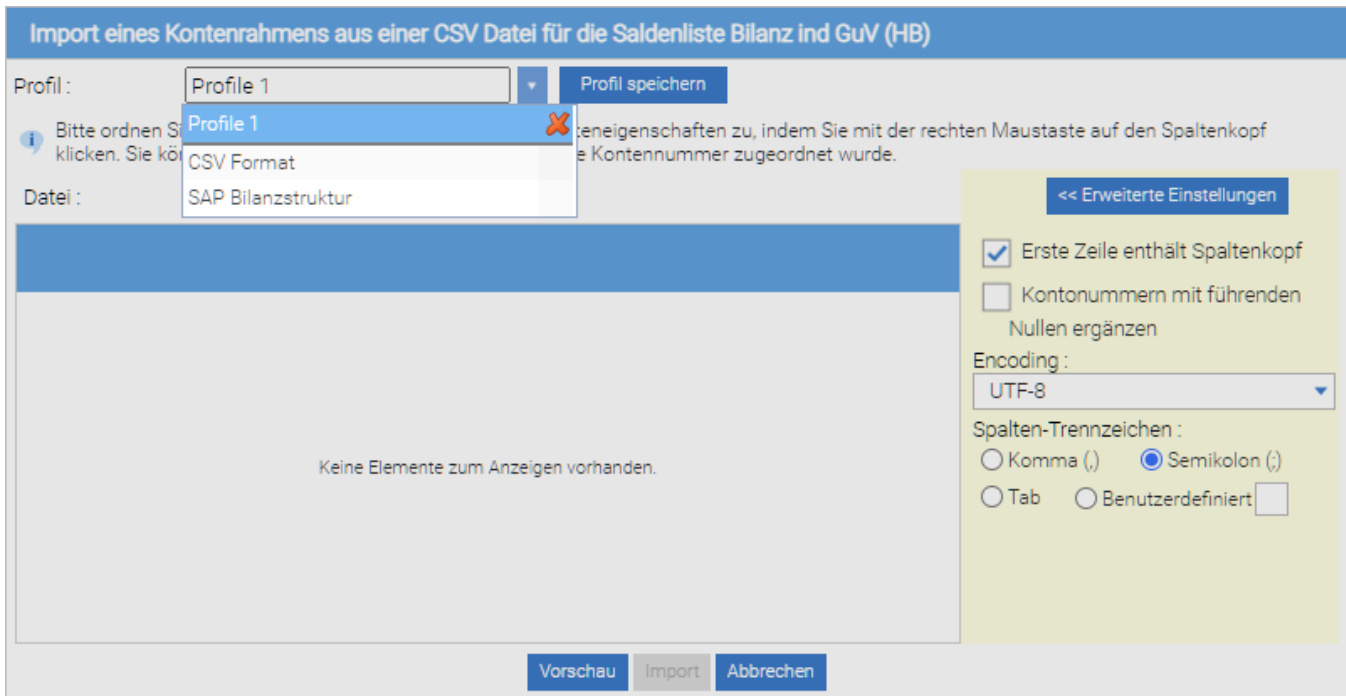 Import eines Kontenrahmens aus einer CSV Datei für die Saldenliste Bilanz ind GuV (HB)
Profil :
Profile 1
Profil speichern
Profile 1
CSV Format
SAP Bilanzstruktur
Bitte ordnen Si teneigenschaften zu, indem Sie mit der rechten Maustaste auf den Spaltenkopf
klicken. Sie kö e Kontennummer zugeordnet wurde.
Datei :
<< Erweiterte Einstellungen
Erste Zeile enthält Spaltenkopf
Kontonummern mit führenden
Nullen ergänzen
Encoding :
UTF-8
Spalten-Trennzeichen :
Komma (,) Semikolon (;)
Tab Benutzerdefiniert
Keine Elemente zum Anzeigen vorhanden.
Vorschau Import Abbrechen